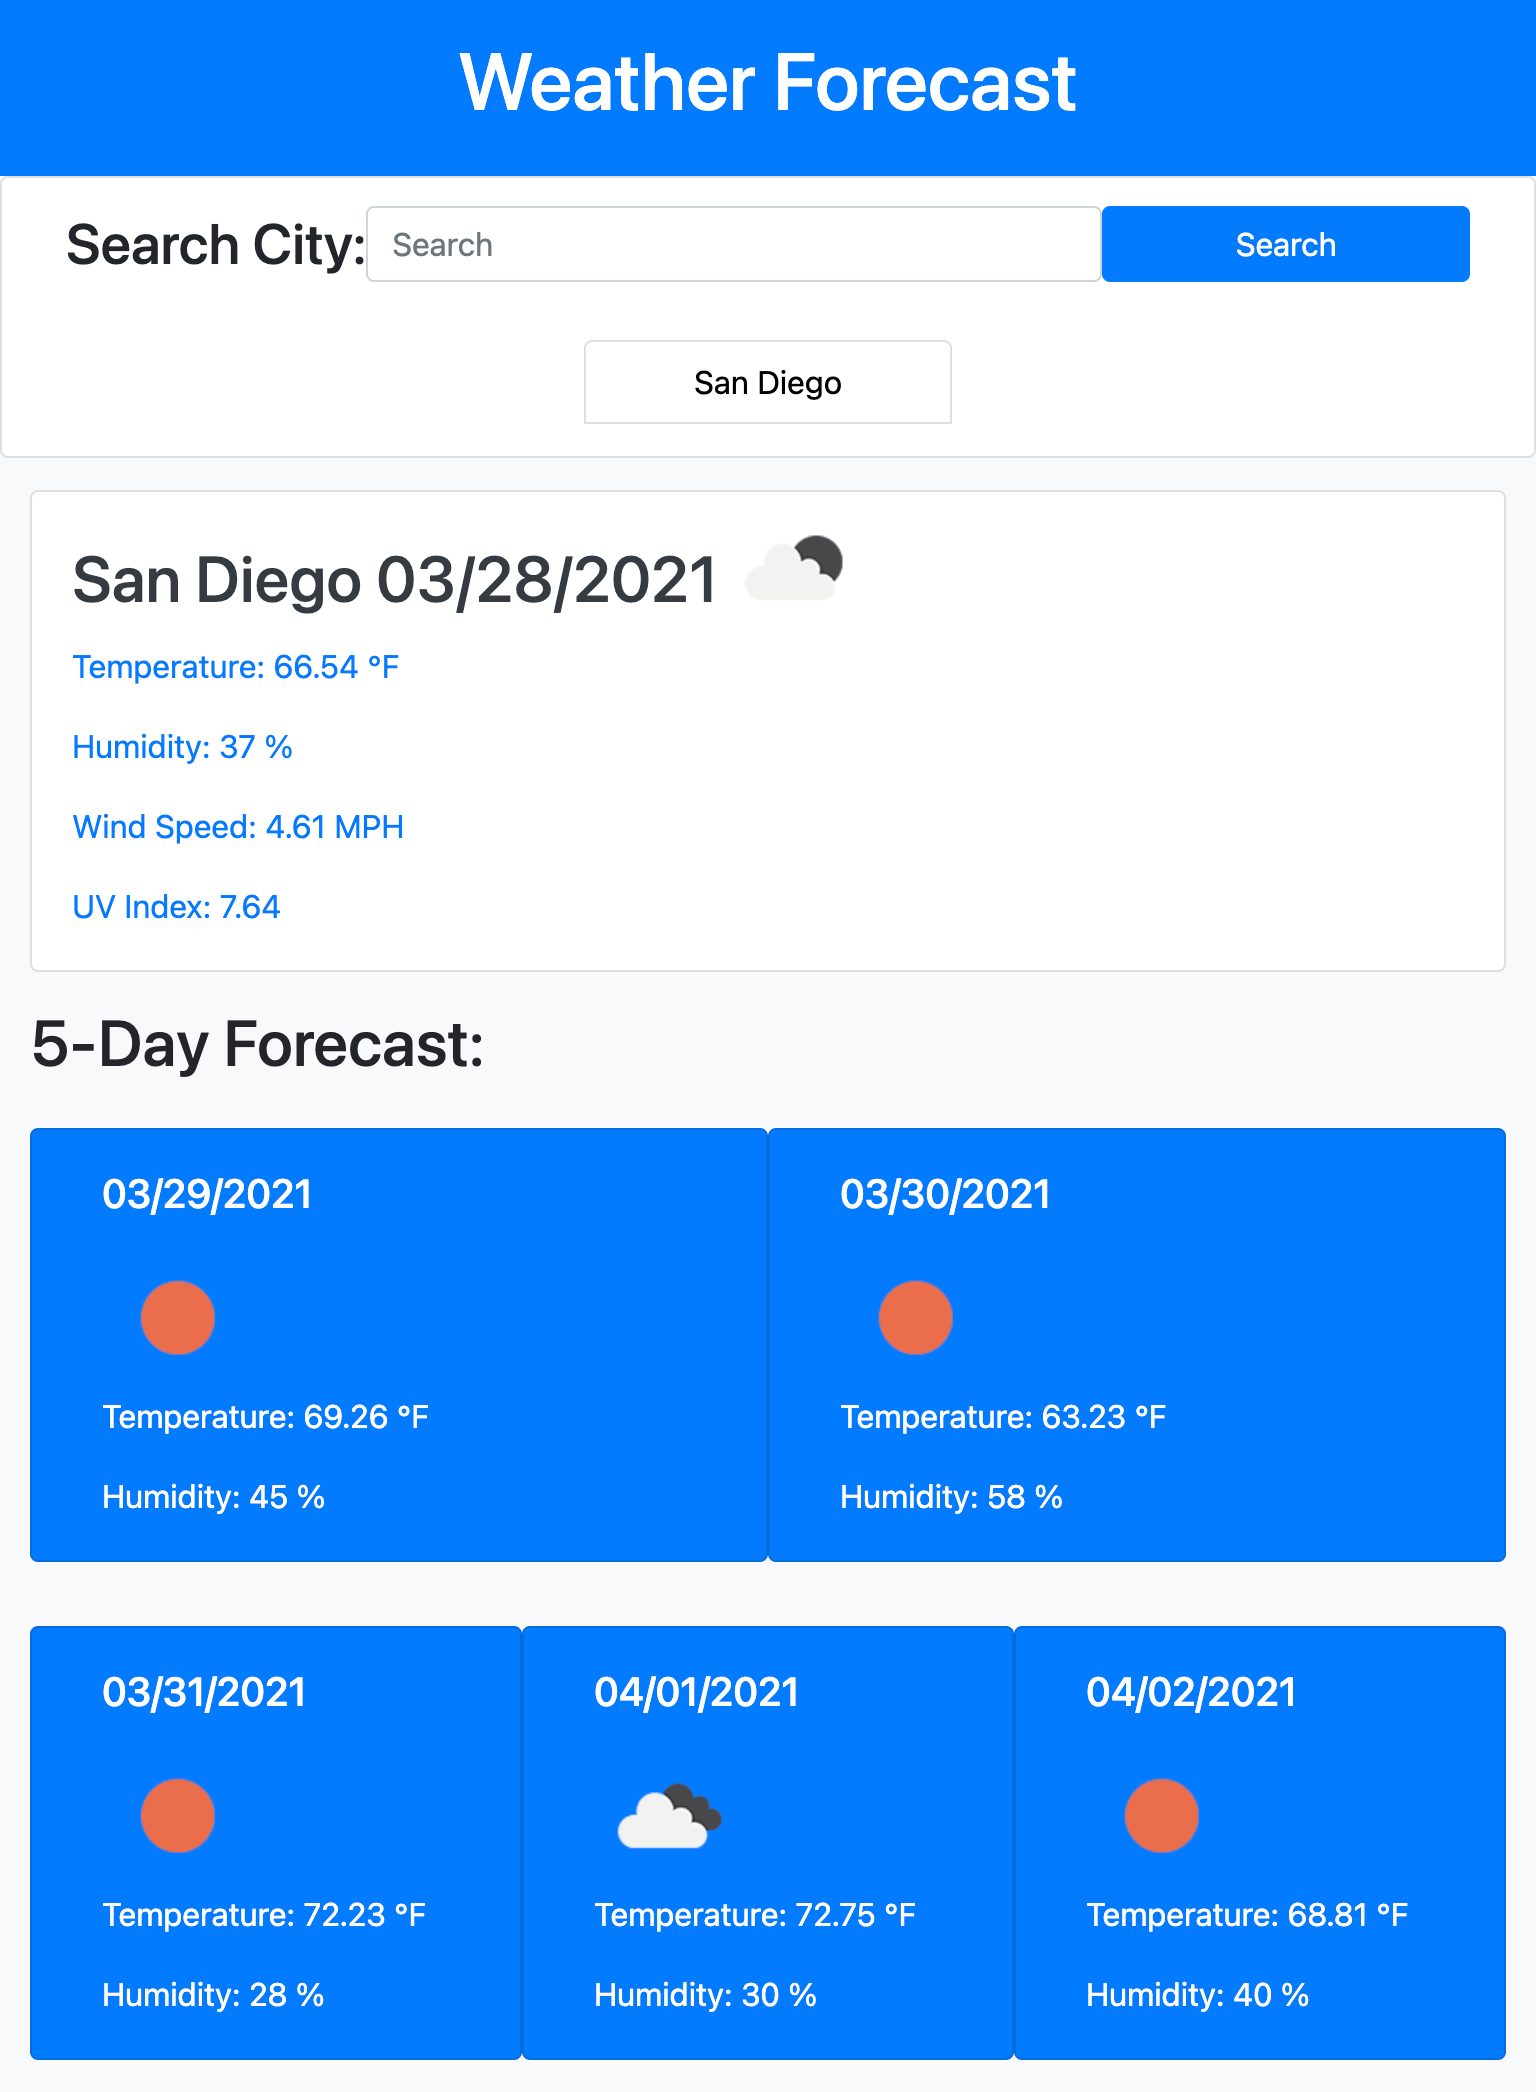 Weather Forecast
Search City: Search Search
San Diego
San Diego 03/28/2021
Temperature: 66.54 °F
Humidity: 37 %
Wind Speed: 4.61 MPH
UV Index: 7.64
5-Day Forecast:
03/29/2021
Temperature: 69.26 °F
Humidity: 45 %
03/30/2021
Temperature: 63.23 °F
Humidity: 58 %
03/31/2021
Temperature: 72.23 °F
Humidity: 28 %
04/01/2021
Temperature: 72.75 °F
Humidity: 30 %
04/02/2021
Temperature: 68.81 °F
Humidity: 40 %